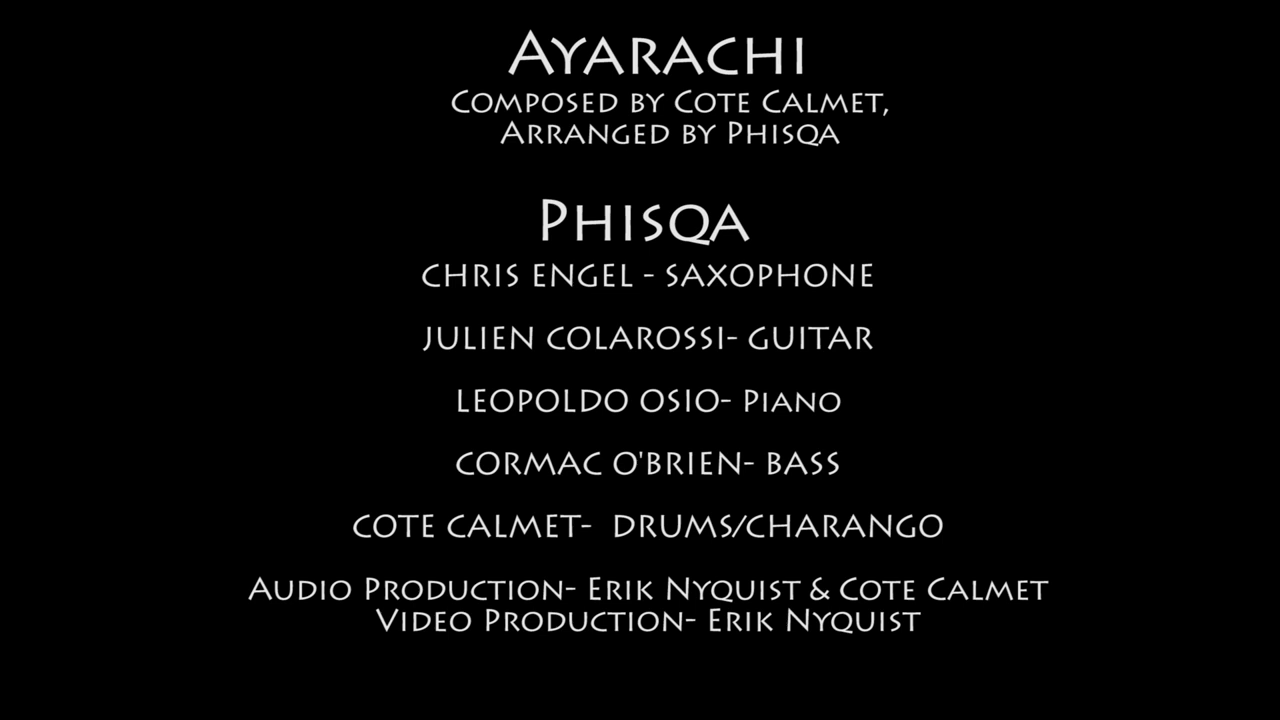 AYARACHI
COMPOSED BY COTE CALMET,
ARRANGED BY PHISQA
PHISQA
CHRIS ENGEL - SAXOPHONE
JULIEN COLAROSSI- GUITAR
LEOPOLDO OSIO- PIANO
CORMAC O'BRIEN- BASS
COTE CALMET-  DRUMS/CHARANGO
AUDIO PRODUCTION- ERIK NYQUIST & COTE CALMET
VIDEO PRODUCTION- ERIK NYQUIST